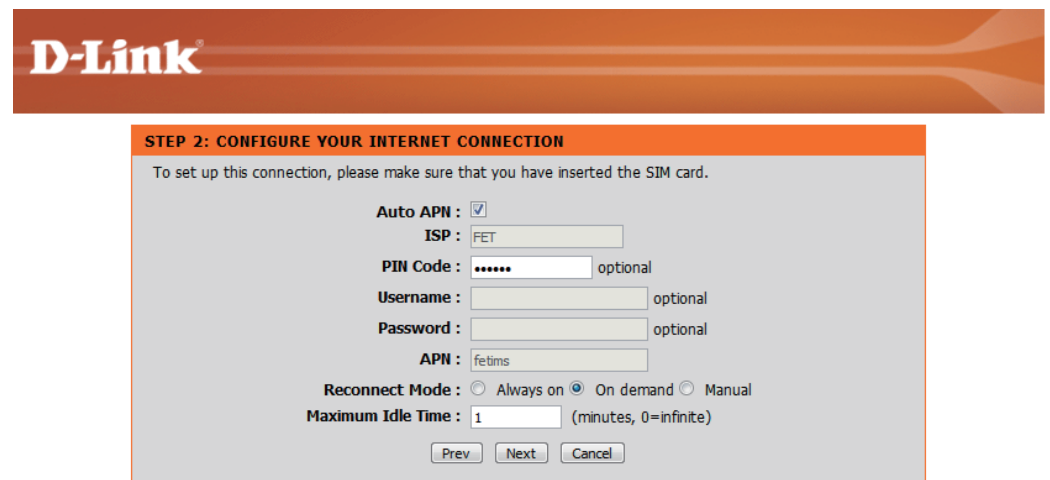 D-Link®
STEP 2: CONFIGURE YOUR INTERNET CONNECTION
To set up this connection, please make sure that you have inserted the SIM card.
Auto APN :
ISP : FET
PIN Code : •••••• optional
Username : optional
Password : optional
APN : fetims
Reconnect Mode : Always on On demand Manual
Maximum Idle Time : 1 (minutes, 0=infinite)
Prev Next Cancel